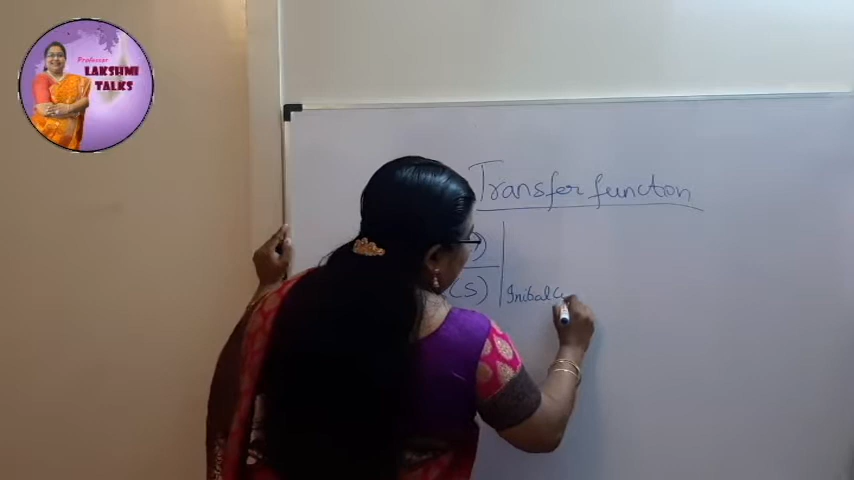 Professor
LAKSHMI
TALKS
Transfer function
)
(s) | Initial C